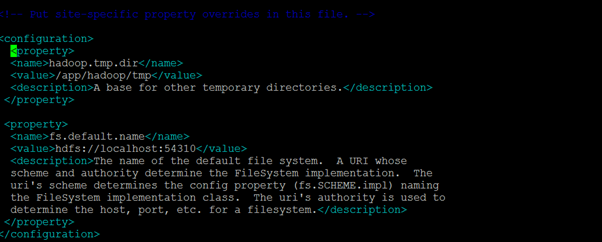 <!-- Put site-specific property overrides in this file. -->
<configuration>
<property>
<name>hadoop.tmp.dir</name>
<value>/app/hadoop/tmp</value>
<description>A base for other temporary directories.</description>
</property>
<property>
<name>fs.default.name</name>
<value>hdfs://localhost:54310</value>
<description>The name of the default file system.  A URI whose
scheme and authority determine the FileSystem implementation.  The
uri's scheme determines the config property (fs.SCHEME.impl) naming
the FileSystem implementation class.  The uri's authority is used to
determine the host, port, etc. for a filesystem.</description>
</property>
</configuration>